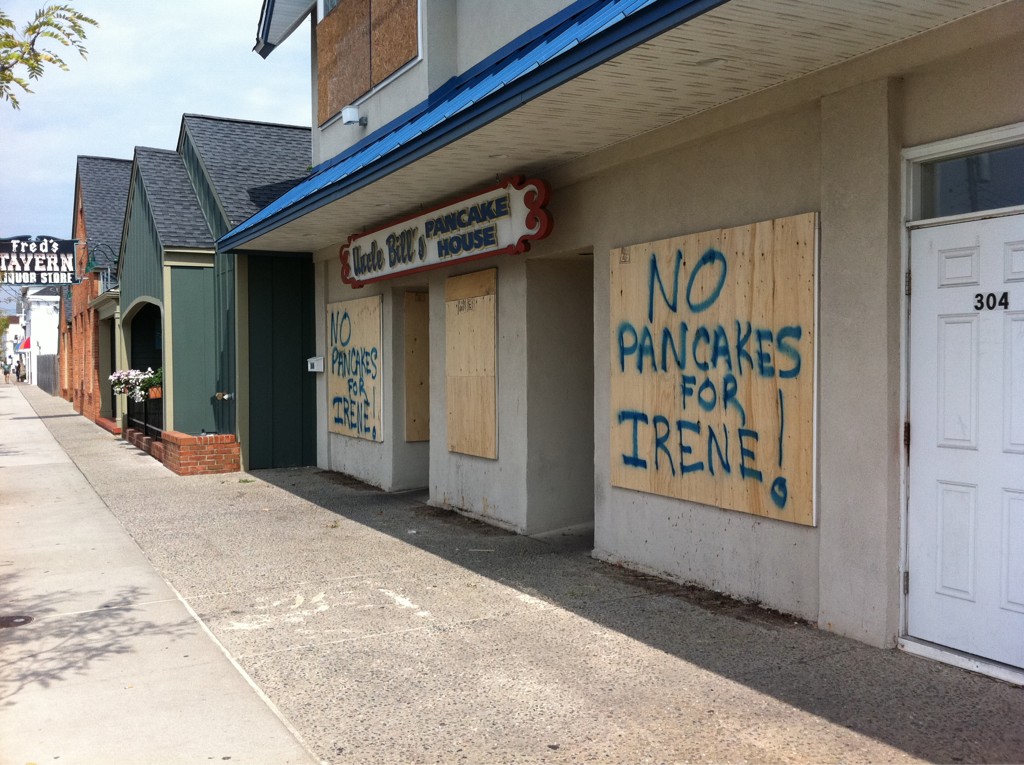 Fred's
TAVERN
LIQUOR STORE
Uncle Bill's PANCAKE
HOUSE
NO
PANCAKES
FOR
IRENE!
NO
PANCAKES
FOR
IRENE!
304